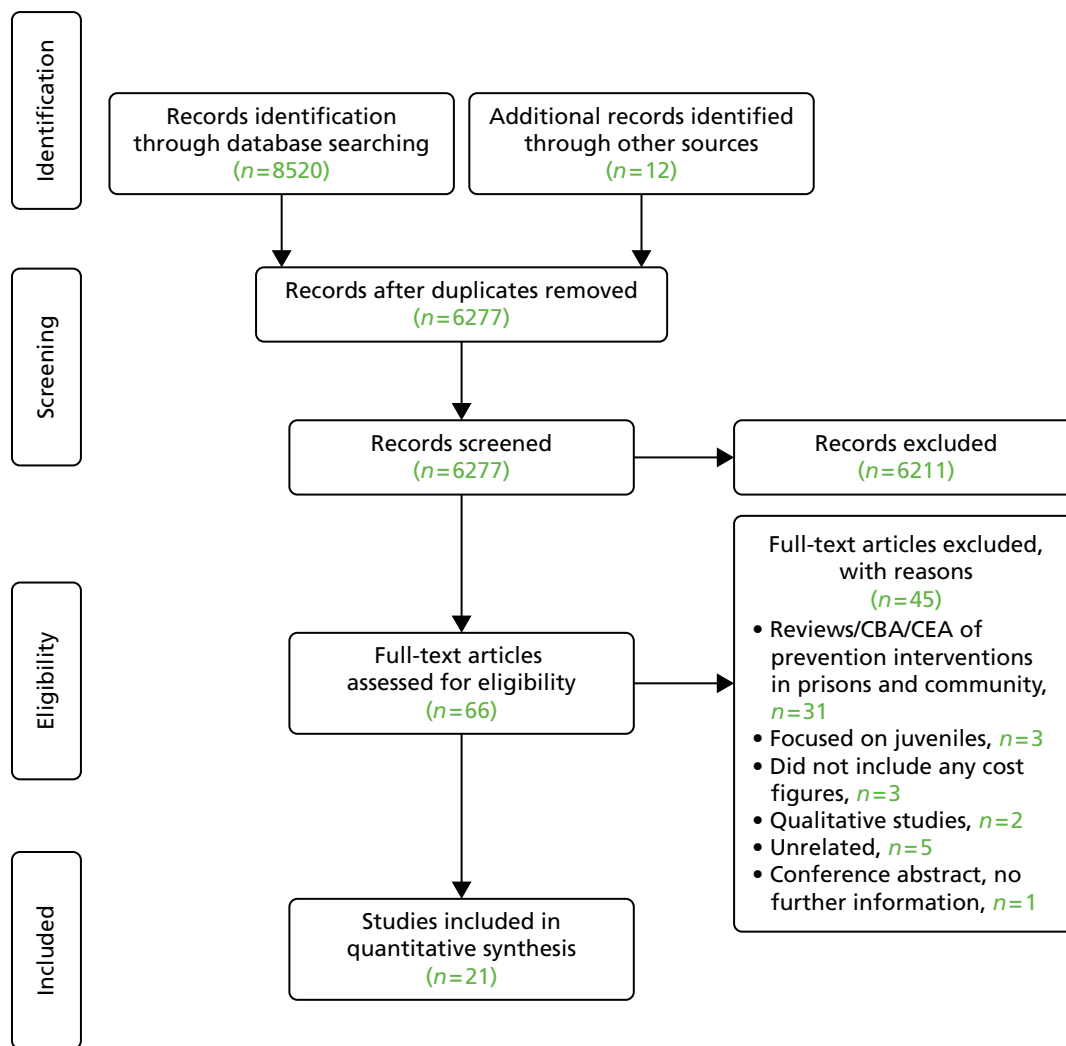 Identification
Records identification
through database searching
(n=8520)
Additional records identified
through other sources
(n=12)
Screening
Records after duplicates removed
(n=6277)
Records screened
(n=6277)
Records excluded
(n=6211)
Eligibility
Full-text articles
assessed for eligibility
(n=66)
Full-text articles excluded,
with reasons
(n=45)
• Reviews/CBA/CEA of
prevention interventions
in prisons and community,
n=31
• Focused on juveniles, n=3
• Did not include any cost
figures, n=3
• Qualitative studies, n=2
• Unrelated, n=5
• Conference abstract, no
further information, n=1
Included
Studies included in
quantitative synthesis
(n=21)